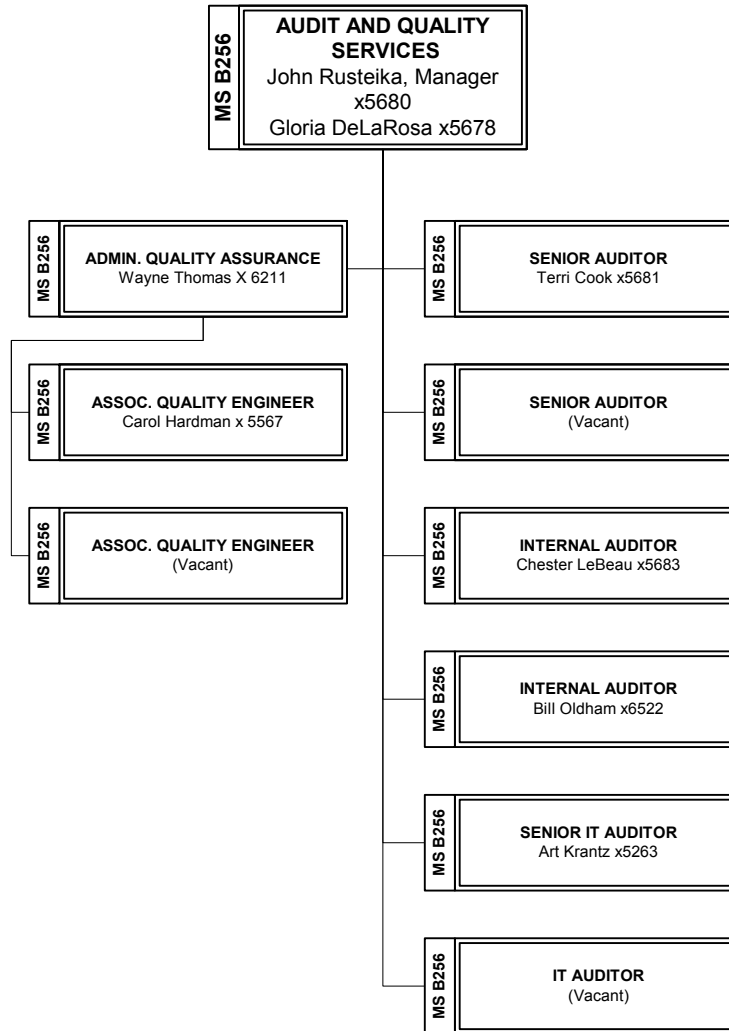 MS B256
AUDIT AND QUALITY
SERVICES
John Rusteika, Manager
x5680
Gloria DeLaRosa x5678
MS B256
ADMIN. QUALITY ASSURANCE
Wayne Thomas X 6211
MS B256
ASSOC. QUALITY ENGINEER
Carol Hardman x 5567
MS B256
ASSOC. QUALITY ENGINEER
(Vacant)
MS B256
SENIOR AUDITOR
Terri Cook x5681
MS B256
SENIOR AUDITOR
(Vacant)
MS B256
INTERNAL AUDITOR
Chester LeBeau x5683
MS B256
INTERNAL AUDITOR
Bill Oldham x6522
MS B256
SENIOR IT AUDITOR
Art Krantz x5263
MS B256
IT AUDITOR
(Vacant)